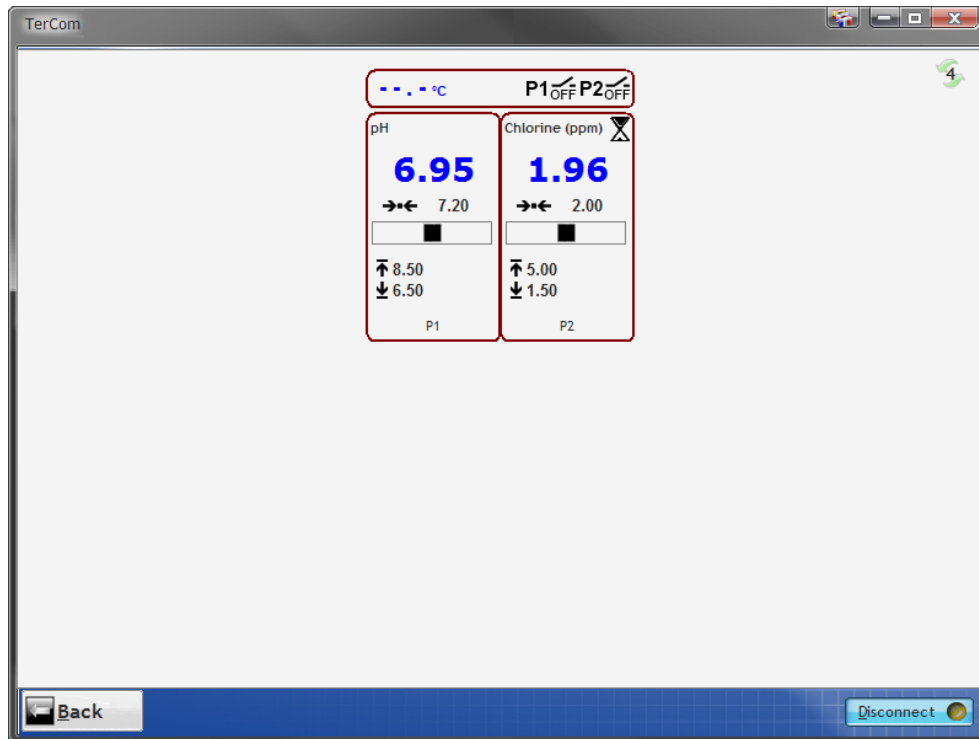 TerCom
4
--.-°C P1 OFF P2 OFF
pH
6.95
7.20
8.50
6.50
P1
Chlorine (ppm)
1.96
2.00
5.00
1.50
P2
Back
Disconnect